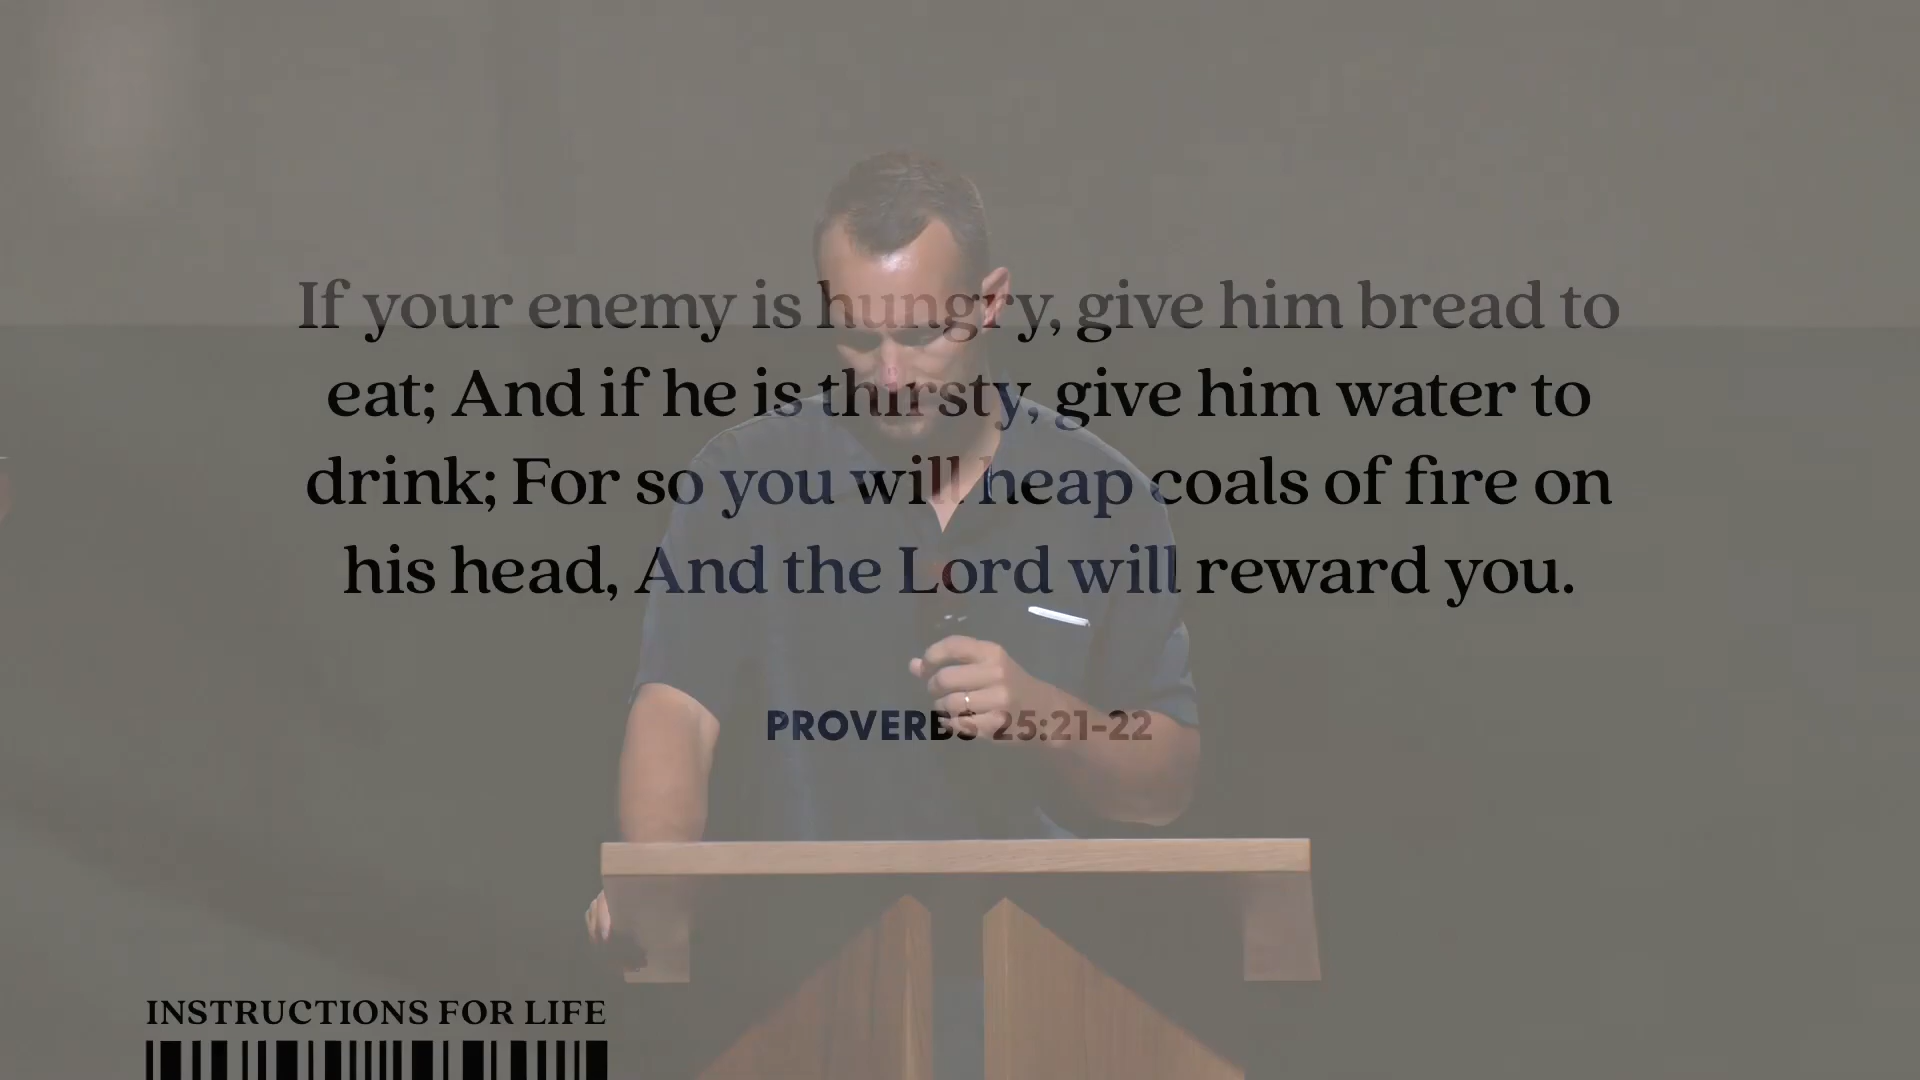 If your enemy is hungry, give him bread to
eat; And if he is thirsty, give him water to
drink; For so you will heap coals of fire on
his head, And the Lord will reward you.
PROVERBS 25:21-22
INSTRUCTIONS FOR LIFE